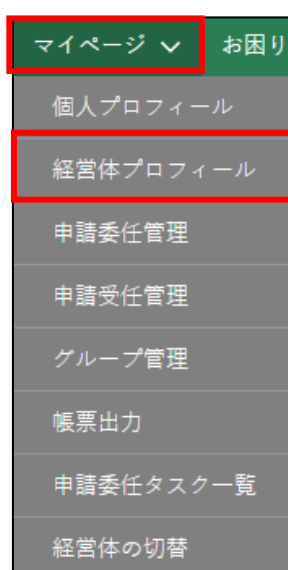 マイページ お困り
個人プロフィール
経営体プロフィール
申請委任管理
申請受任管理
グループ管理
帳票出力
申請委任タスク一覧
経営体の切替